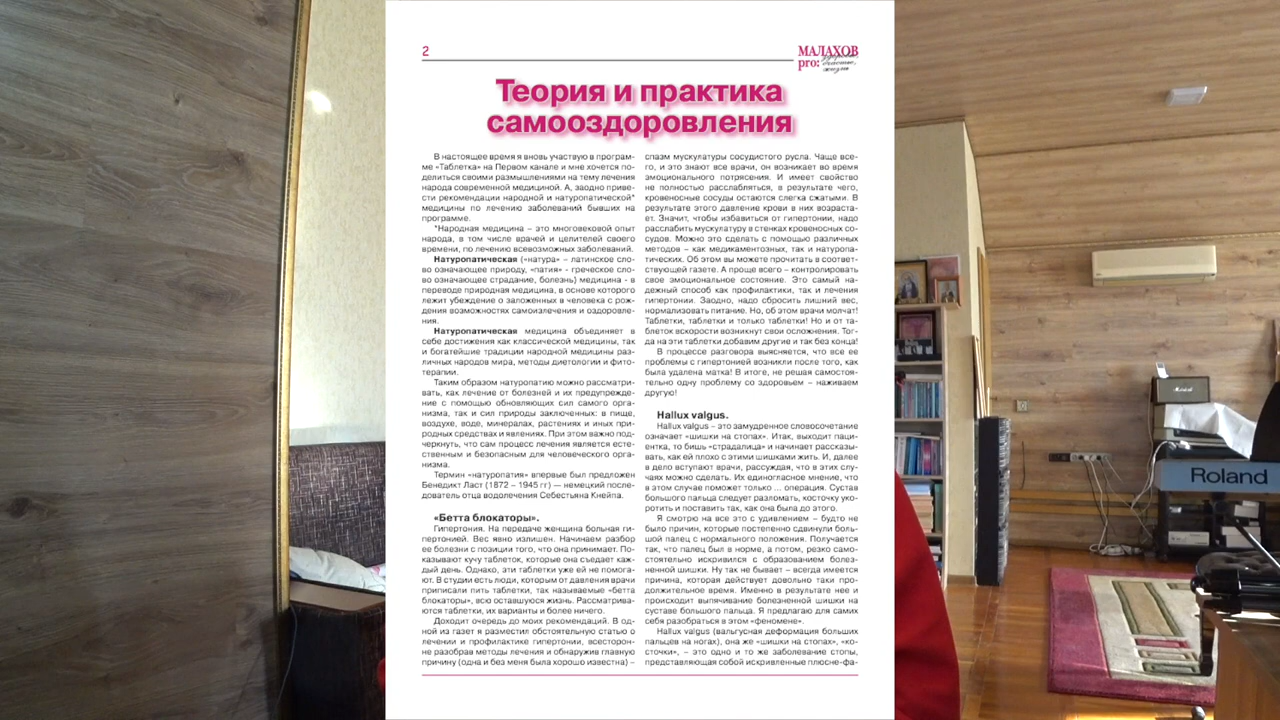 2
МАЛАХОВ
pro:
Теория и практика
самооздоровления
В настоящее время я вновь участвую в програм-
ме «Таблетка» на Первом канале и мне хочется по-
делиться своими размышлениями на тему лечения
народа современной медициной. А, заодно приве-
сти рекомендации народной и натуропатической*
медицины по лечению заболеваний бывших на
программе.
*Народная медицина – это многовековой опыт
народа, в том числе врачей и целителей своего
времени, по лечению всевозможных заболеваний.
Натуропатическая («натура» – латинское сло-
во означающее природу, «патия» - греческое сло-
во означающее страдание, болезнь) медицина - в
переводе природная медицина, в основе которого
лежит убеждение о заложенных в человека с рож-
дения возможностях самоизлечения и оздоровле-
ния.
Натуропатическая медицина объединяет в
себе достижения как классической медицины, так
и богатейшие традиции народной медицины раз-
личных народов мира, методы диетологии и фито-
терапии.
Таким образом натуропатию можно рассматри-
вать, как лечение от болезней и их предупрежде-
ние с помощью обновляющих сил самого орга-
низма, так и сил природы заключенных: в пище,
воздухе, воде, минералах, растениях и иных при-
родных средствах и явлениях. При этом важно под-
черкнуть, что сам процесс лечения является есте-
ственным и безопасным для человеческого орга-
низма.
Термин «натуропатия» впервые был предложен
Бенедикт Ласт (1872 – 1945 гг) — немецкий после-
дователь отца водолечения Себестьяна Кнейпа.
«Бетта блокаторы».
Гипертония. На передаче женщина больная ги-
пертонией. Вес явно излишен. Начинаем разбор
ее болезни с позиции того, что она принимает. По-
казывают кучу таблеток, которые она съедает каж-
дый день. Однако, эти таблетки уже ей не помога-
ют. В студии есть люди, которым от давления врачи
приписали пить таблетки, так называемые «бетта
блокаторы», всю оставшуюся жизнь. Рассматрива-
ются таблетки, их варианты и более ничего.
Доходит очередь до моих рекомендаций. В од-
ной из газет я разместил обстоятельную статью о
лечении и профилактике гипертонии, всесторон-
не разобрав методы лечения и обнаружив главную
причину (одна и без меня была хорошо известна) –
спазм мускулатуры сосудистого русла. Чаще все-
го, и это знают все врачи, он возникает во время
эмоционального потрясения. И имеет свойство
не полностью расслабляться, в результате чего,
кровеносные сосуды остаются слегка сжатыми. В
результате этого давление крови в них возраста-
ет. Значит, чтобы избавиться от гипертонии, надо
расслабить мускулатуру в стенках кровеносных со-
судов. Можно это сделать с помощью различных
методов – как медикаментозных, так и натуропа-
тических. Об этом вы можете прочитать в соответ-
ствующей газете. А проще всего – контролировать
свое эмоциональное состояние. Это самый на-
дежный способ как профилактики, так и лечения
гипертонии. Заодно, надо сбросить лишний вес,
нормализовать питание. Но, об этом врачи молчат!
Таблетки, таблетки и только таблетки! Но и от та-
блеток вскорости возникнут свои осложнения. Тог-
да на эти таблетки добавим другие и так без конца!
В процессе разговора выясняется, что все ее
проблемы с гипертонией возникли после того, как
была удалена матка! В итоге, не решая самостоя-
тельно одну проблему со здоровьем – наживаем
другую!
Hallux valgus.
Hallux valgus – это замудренное словосочетание
означает «шишки на стопах». Итак, выходит паци-
ентка, то бишь «страдалица» и начинает рассказы-
вать, как ей плохо с этими шишками жить. И, далее
в дело вступают врачи, рассуждая, что в этих слу-
чаях можно сделать. Их единогласное мнение, что
в этом случае поможет только ... операция. Сустав
большого пальца следует разломать, косточку уко-
ротить и поставить так, как она была до этого.
Я смотрю на все это с удивлением – будто не
было причин, которые постепенно сдвинули боль-
шой палец с нормального положения. Получается
так, что палец был в норме, а потом, резко само-
стоятельно искривился с образованием болез-
ненной шишки. Ну так не бывает – всегда имеется
причина, которая действует довольно таки про-
должительное время. Именно в результате нее и
происходит выпячивание болезненной шишки на
суставе большого пальца. Я предлагаю для самих
себя разобраться в этом «феномене».
Hallux valgus (вальгусная деформация больших
пальцев на ногах), она же «шишки на стопах», «ко-
сточки», – это одно и то же заболевание стопы,
представляющая собой искривленные плюсне-фа-
Roland